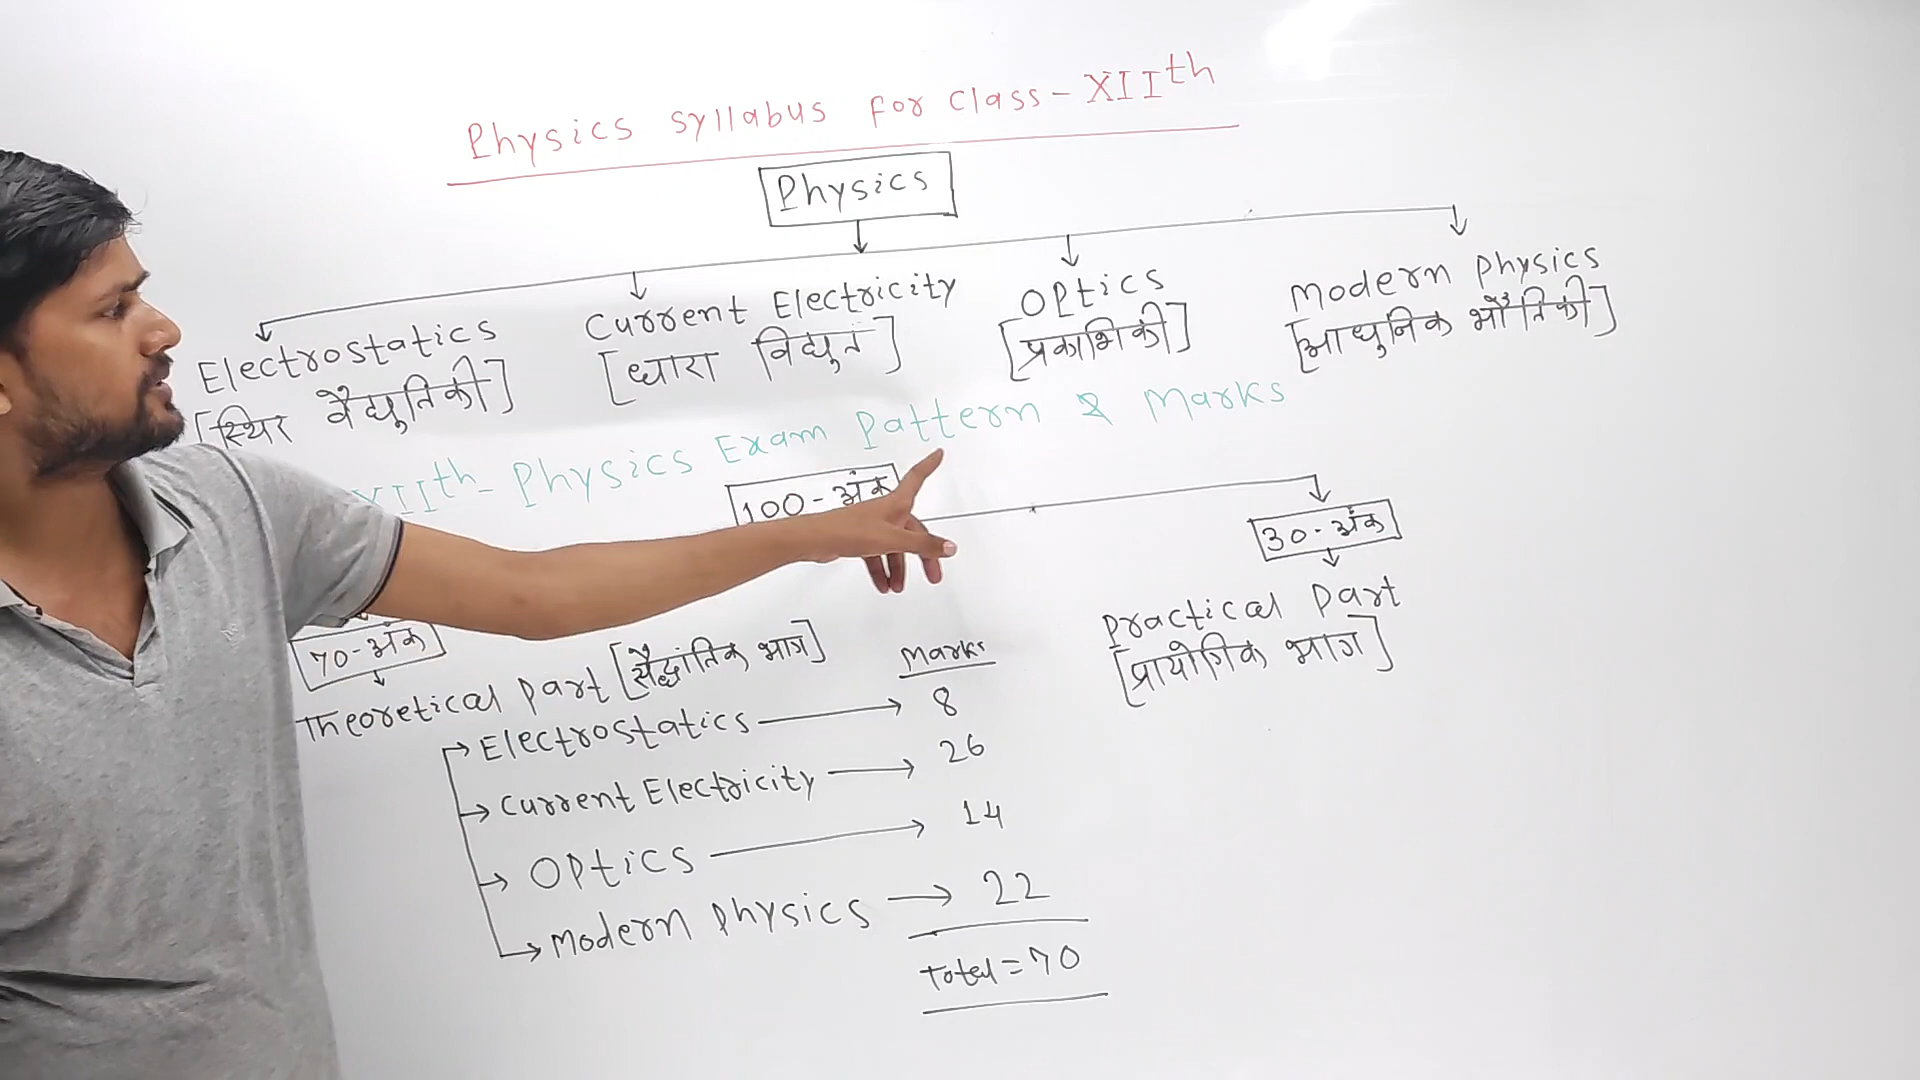 Physics syllabus for class-XIIth
Physics
Electrostatics
[स्थिर वैद्युतिकी]
Current Electricity
[धारा विद्युत]
Optics
[प्रकाशिकी]
Modern Physics
[आधुनिक भौतिकी]
XIIth-Physics Exam Pattern & Marks
100-अंक
70-अंक
Theoretical Part [सैद्धांतिक भाग]
Marks
Electrostatics → 8
Current Electricity → 26
Optics → 14
Modern Physics → 22
Total = 70
30-अंक
Practical Part
[प्रायोगिक भाग]